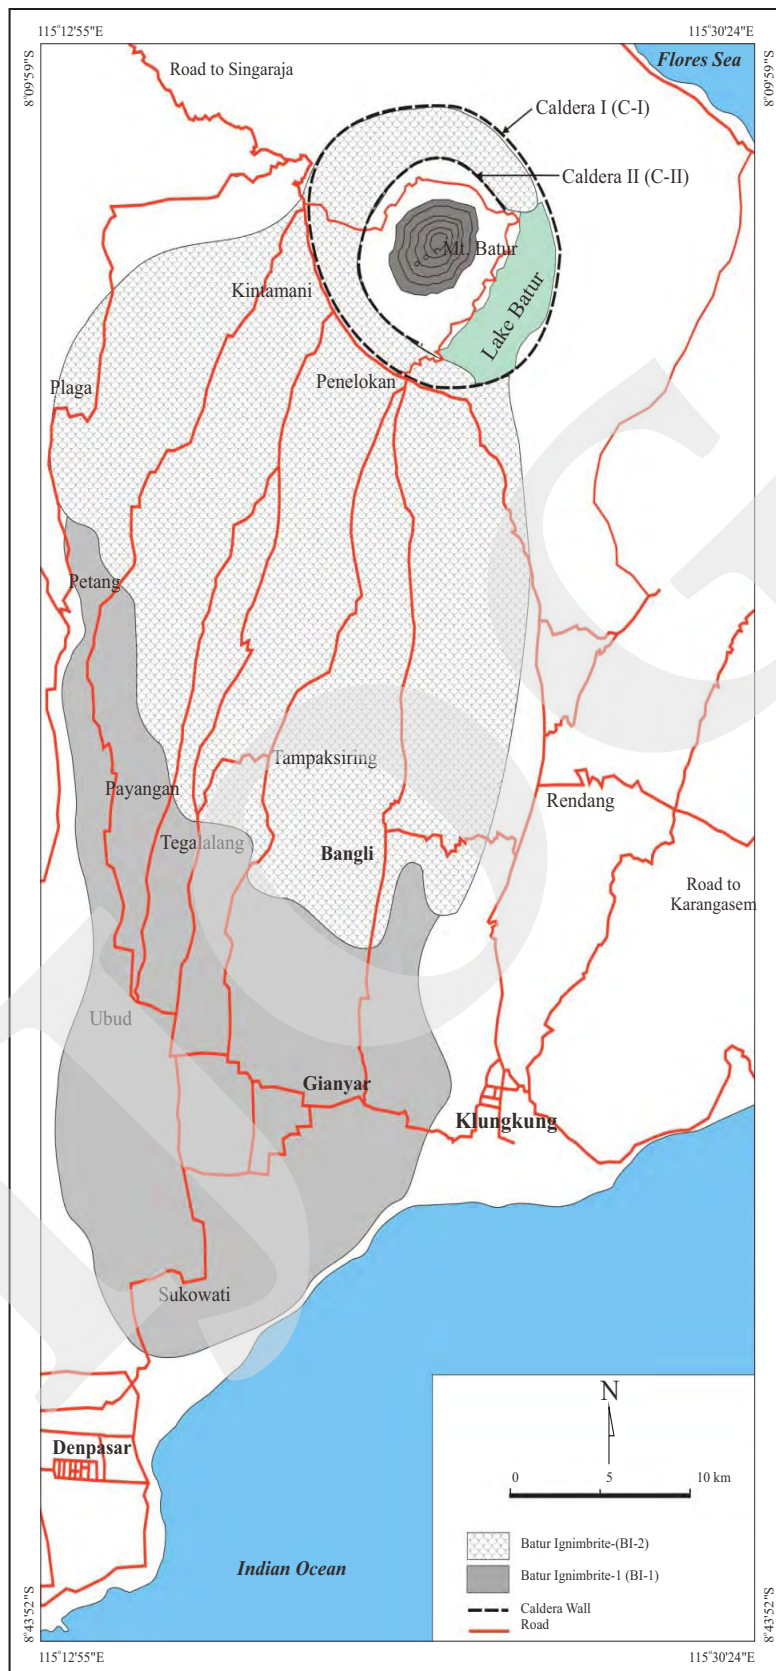 115°12'55"E
115°30'24"E
8°09'59"S
8°09'59"S
Flores Sea
Road to Singaraja
Caldera I (C-I)
Caldera II (C-II)
Mt. Batur
Kintamani
Lake Batur
Plaga
Penelokan
Petang
Tampaksiring
Payangan
Rendang
Tegalalang
Bangli
Road to
Karangasem
Ubud
Gianyar
Klungkung
Sukowati
N
Denpasar
0 5 10 km
Batur Ignimbrite-(BI-2)
Batur Ignimbrite-1 (BI-1)
Indian Ocean
Caldera Wall
Road
8°43'52"S
8°43'52"S
115°12'55"E
115°30'24"E
IJOG